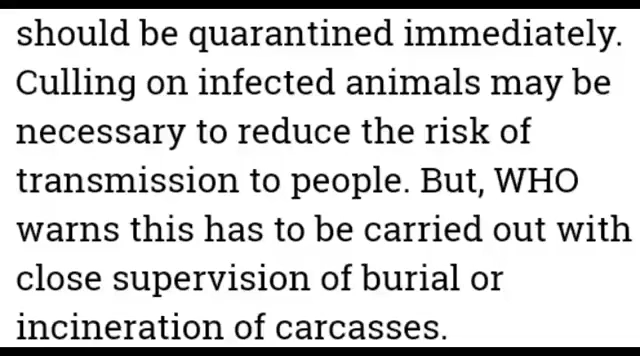 should be quarantined immediately.
Culling on infected animals may be
necessary to reduce the risk of
transmission to people. But, WHO
warns this has to be carried out with
close supervision of burial or
incineration of carcasses.